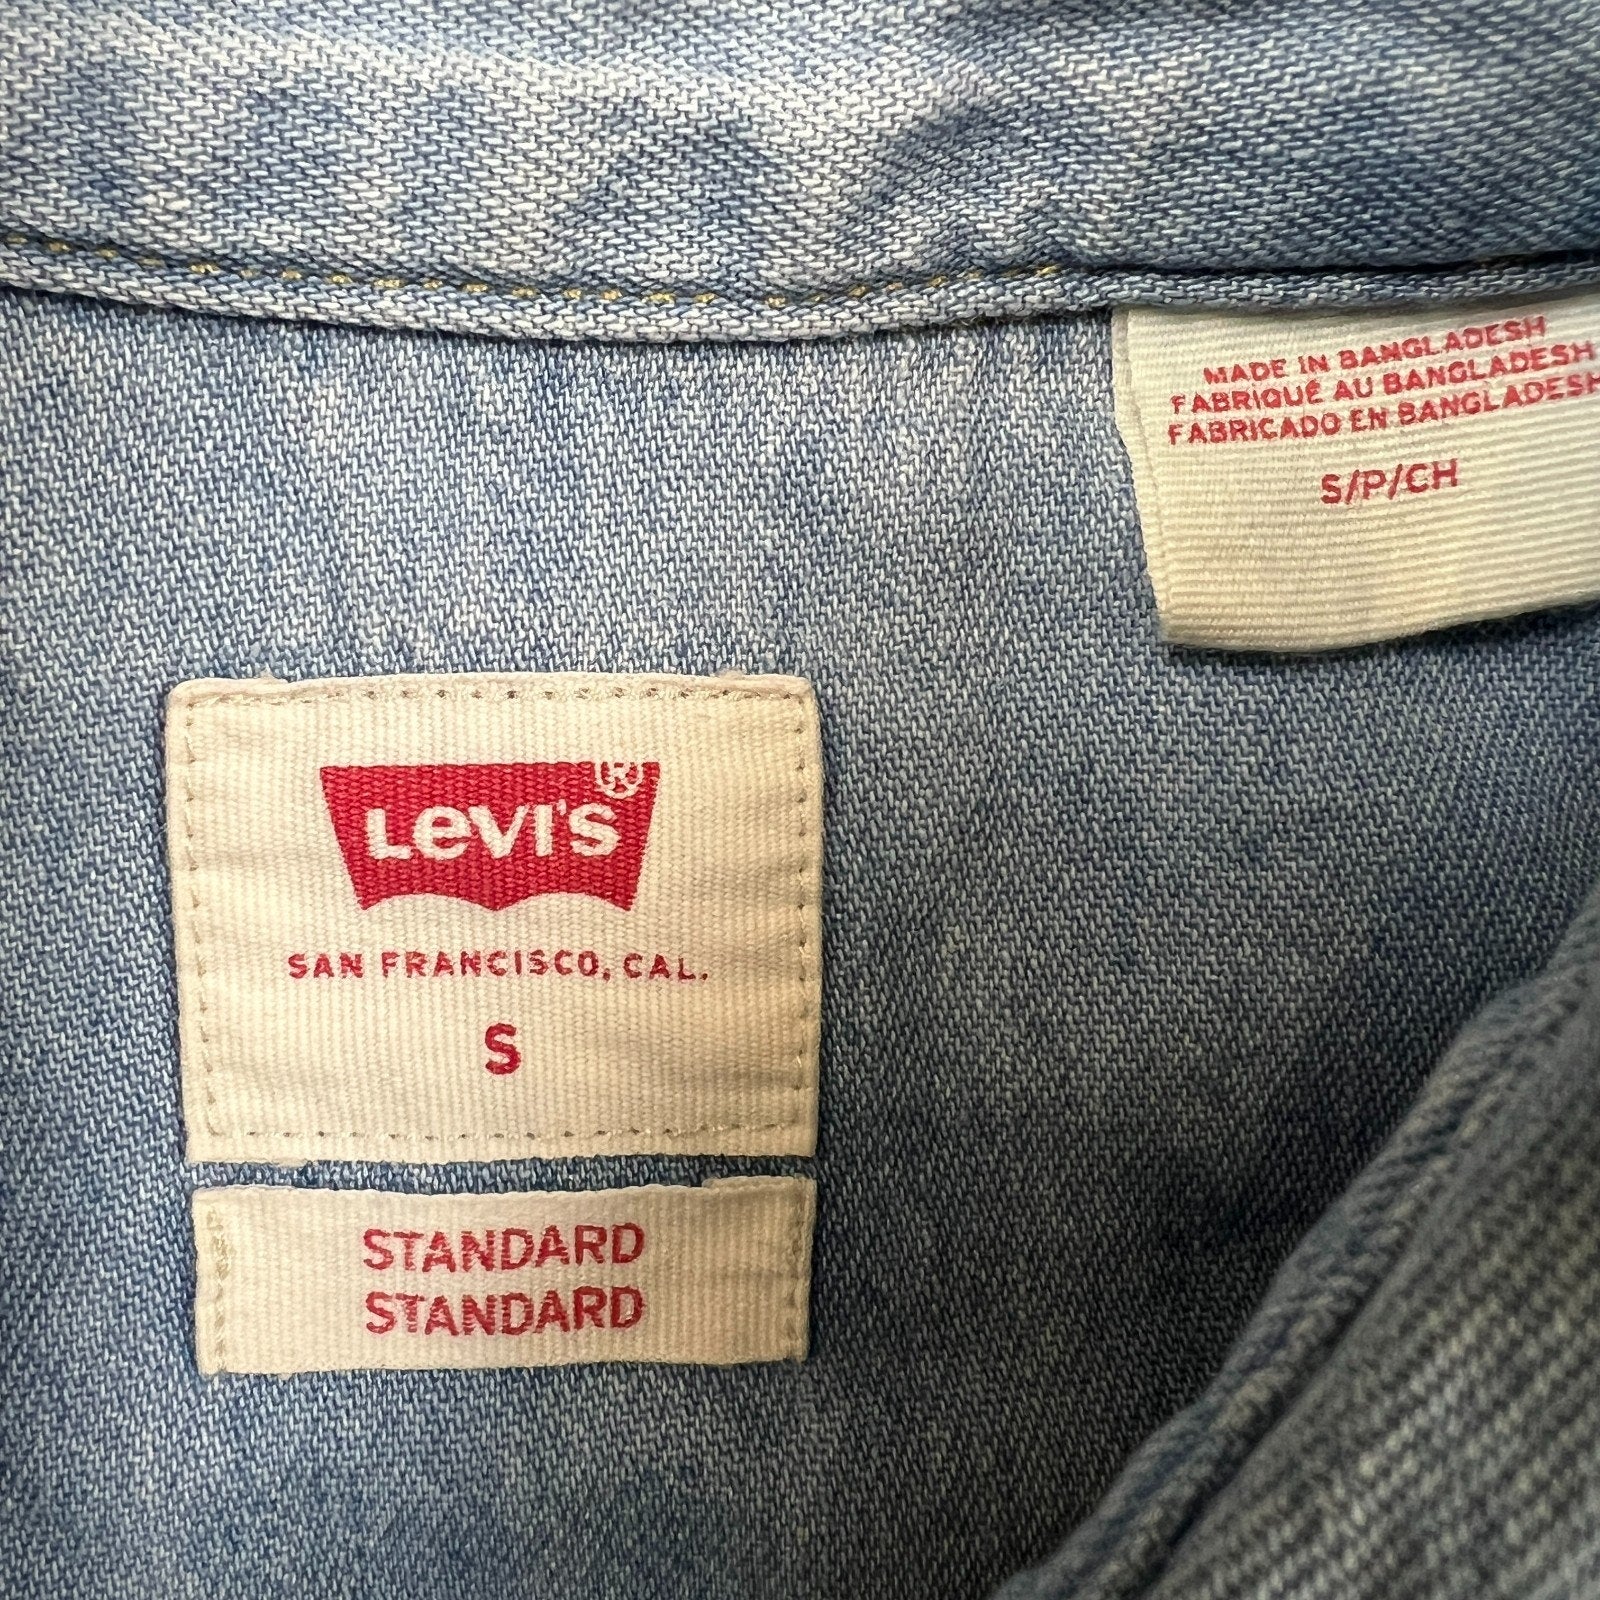 MADE IN BANGLADESH
FABRIQUÉ AU BANGLADESH
FABRICADO EN BANGLADESH
S/P/CH
Levi's®
SAN FRANCISCO, CAL.
S
STANDARD
STANDARD